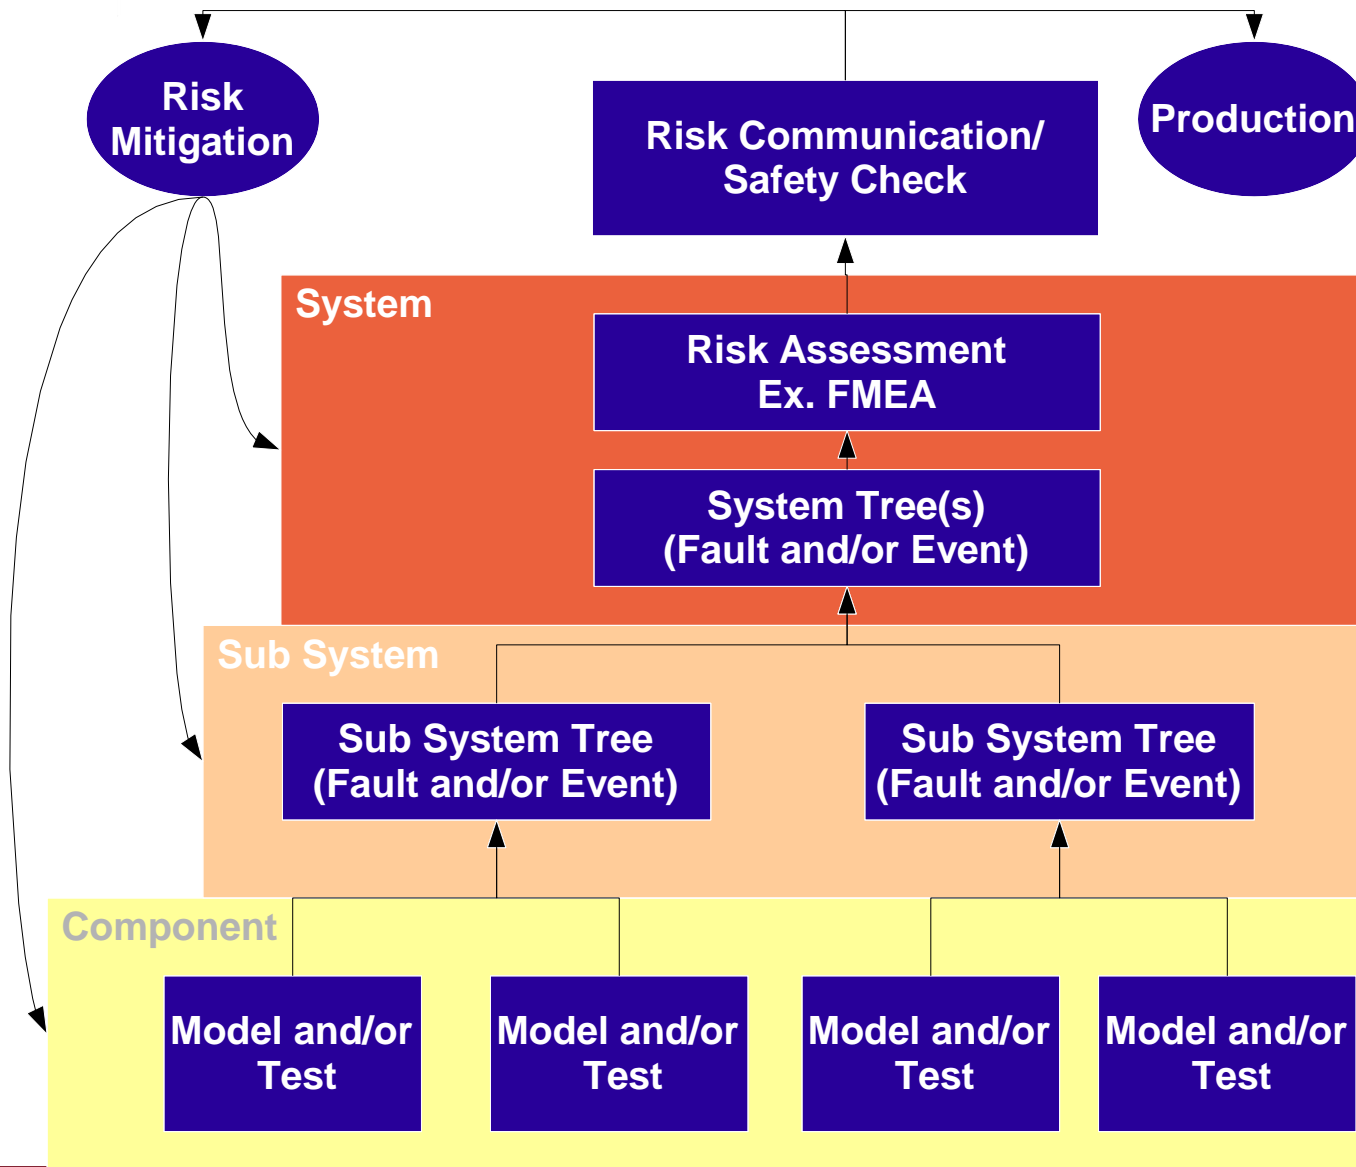 Risk
Mitigation
Risk Communication/
Safety Check
Production
System
Risk Assessment
Ex. FMEA
System Tree(s)
(Fault and/or Event)
Sub System
Sub System Tree
(Fault and/or Event)
Sub System Tree
(Fault and/or Event)
Component
Model and/or
Test
Model and/or
Test
Model and/or
Test
Model and/or
Test